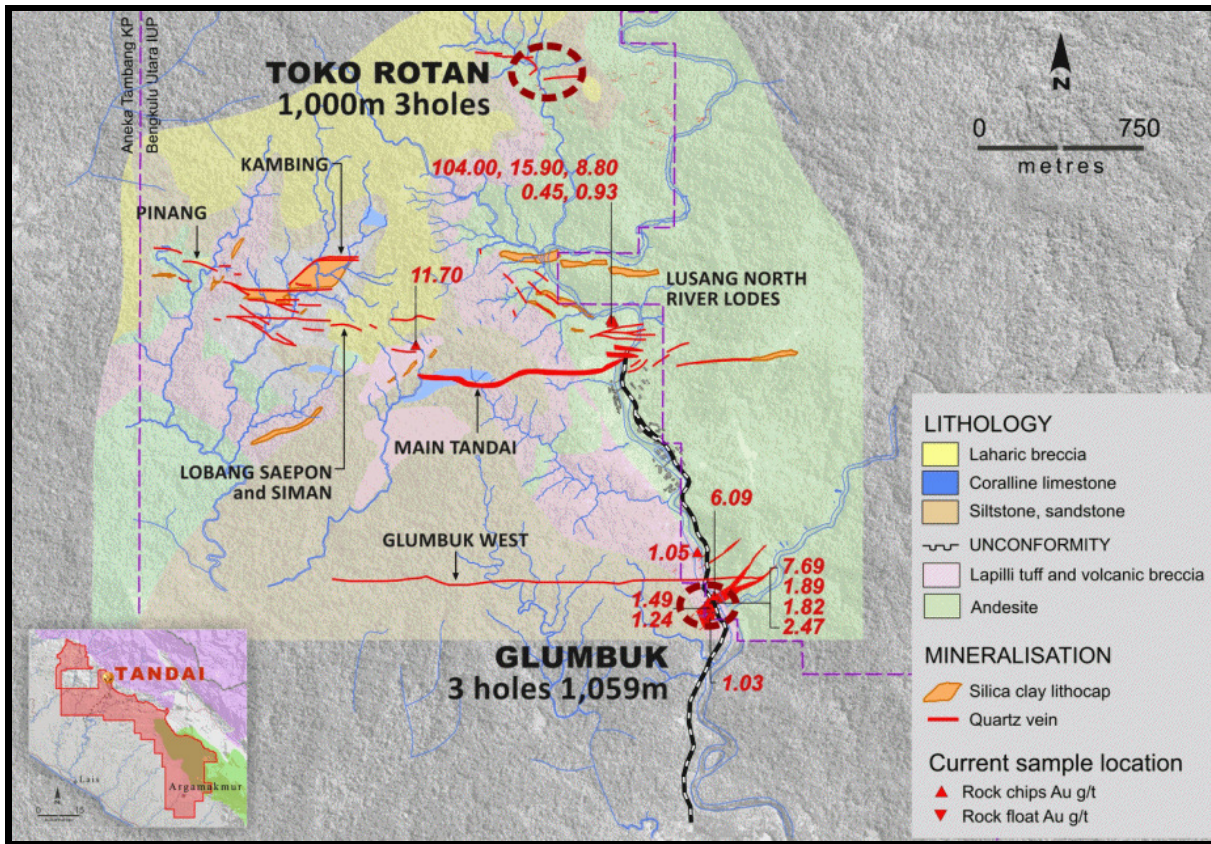 Aneka Tambang KP
Bengkulu Utara IUP
TOKO ROTAN
1,000m 3holes
N
0 750
metres
KAMBING
104.00, 15.90, 8.80
0.45, 0.93
PINANG
11.70
LUSANG NORTH
RIVER LODES
MAIN TANDAI
LOBANG SAEPON
and SIMAN
6.09
GLUMBUK WEST
1.05
7.69
1.89
1.82
2.47
1.49
1.24
GLUMBUK
3 holes 1,059m
1.03
LITHOLOGY
Laharic breccia
Coralline limestone
Siltstone, sandstone
UNCONFORMITY
Lapilli tuff and volcanic breccia
Andesite
MINERALISATION
Silica clay lithocap
Quartz vein
Current sample location
Rock chips Au g/t
Rock float Au g/t
TANDAI
Lais
Argamakmur
0 15